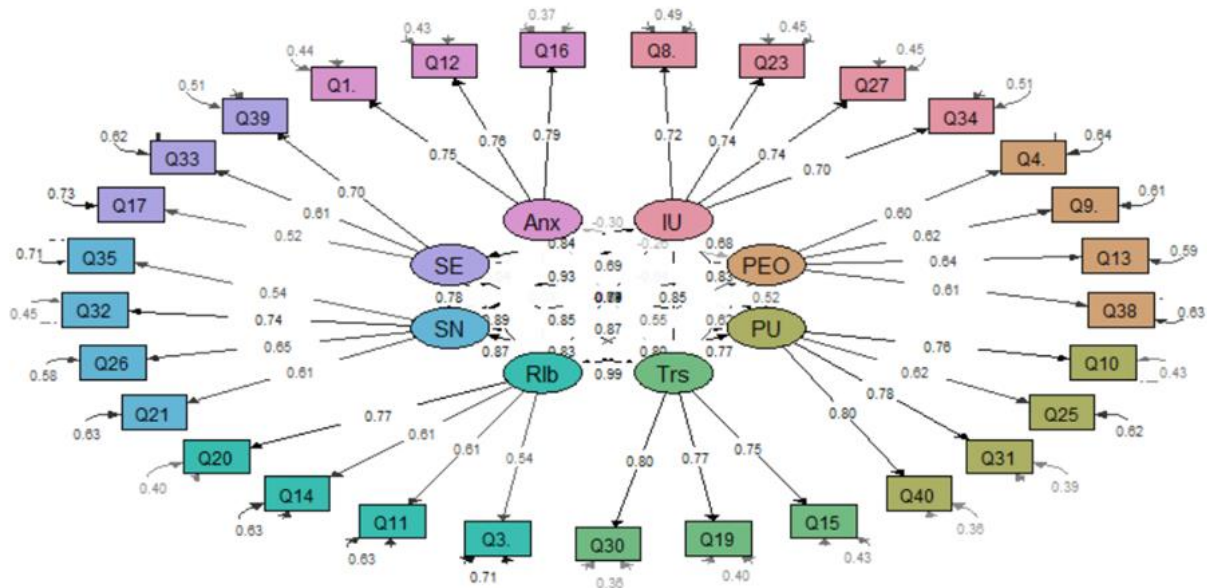 0.37 0.49
0.43 0.45
Q16 Q8.
0.44 Q12 Q23 0.45
Q1. Q27
0.51 0.51
Q39 Q34
0.62 0.64
Q33 0.76 0.79 0.72 0.74 Q4.
0.75 0.74
0.73 0.70 0.70 0.61
Q17 0.61 0.60 Q9.
0.52 Anx -0.30 IU 0.62
0.71 Q35 0.84 -0.26 0.68 0.64 Q13 0.59
SE 0.93 0.69 0.83 PEO
0.54 0.61
0.45 Q32 0.74 0.78 0.85 0.52 Q38 0.63
0.65 SN 0.89 0.85 0.87 0.55 PU
0.58 Q26 0.61 0.87 0.83 0.80 0.77 0.76 Q10 0.43
Rlb 0.99 Trs 0.62
0.63 Q21 0.78 Q25 0.62
0.77 0.80
0.61 0.61 0.54 0.80 0.77 0.75
Q20 Q31
0.40 0.39
Q14 Q40
0.63 0.36
Q11 Q15
0.63 Q3. Q30 Q19 0.43
0.71 0.36 0.40